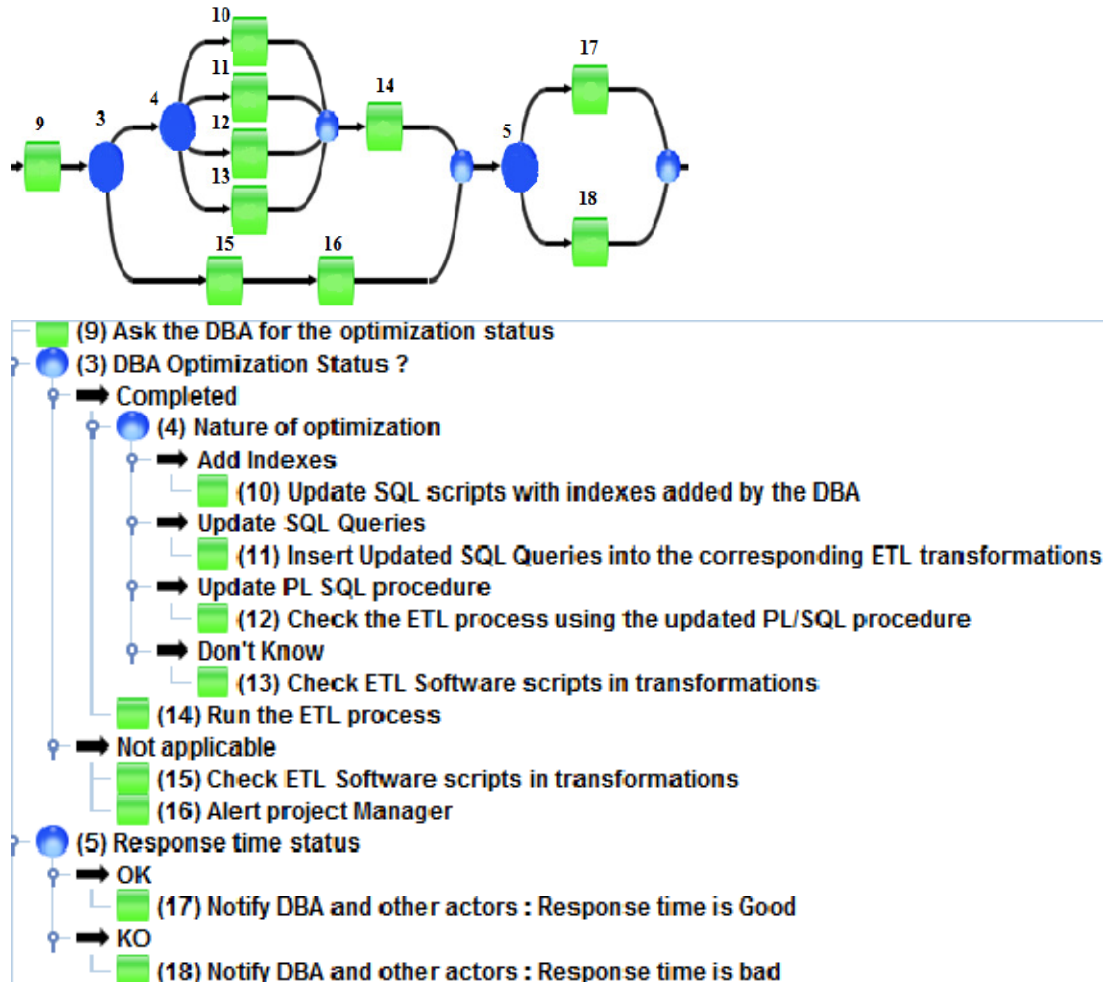 10
17
11
14
4
9
3
12
5
13
18
15
16
(9) Ask the DBA for the optimization status
(3) DBA Optimization Status ?
Completed
(4) Nature of optimization
Add Indexes
(10) Update SQL scripts with indexes added by the DBA
Update SQL Queries
(11) Insert Updated SQL Queries into the corresponding ETL transformations
Update PL SQL procedure
(12) Check the ETL process using the updated PL/SQL procedure
Don't Know
(13) Check ETL Software scripts in transformations
(14) Run the ETL process
Not applicable
(15) Check ETL Software scripts in transformations
(16) Alert project Manager
(5) Response time status
OK
(17) Notify DBA and other actors : Response time is Good
KO
(18) Notify DBA and other actors : Response time is bad